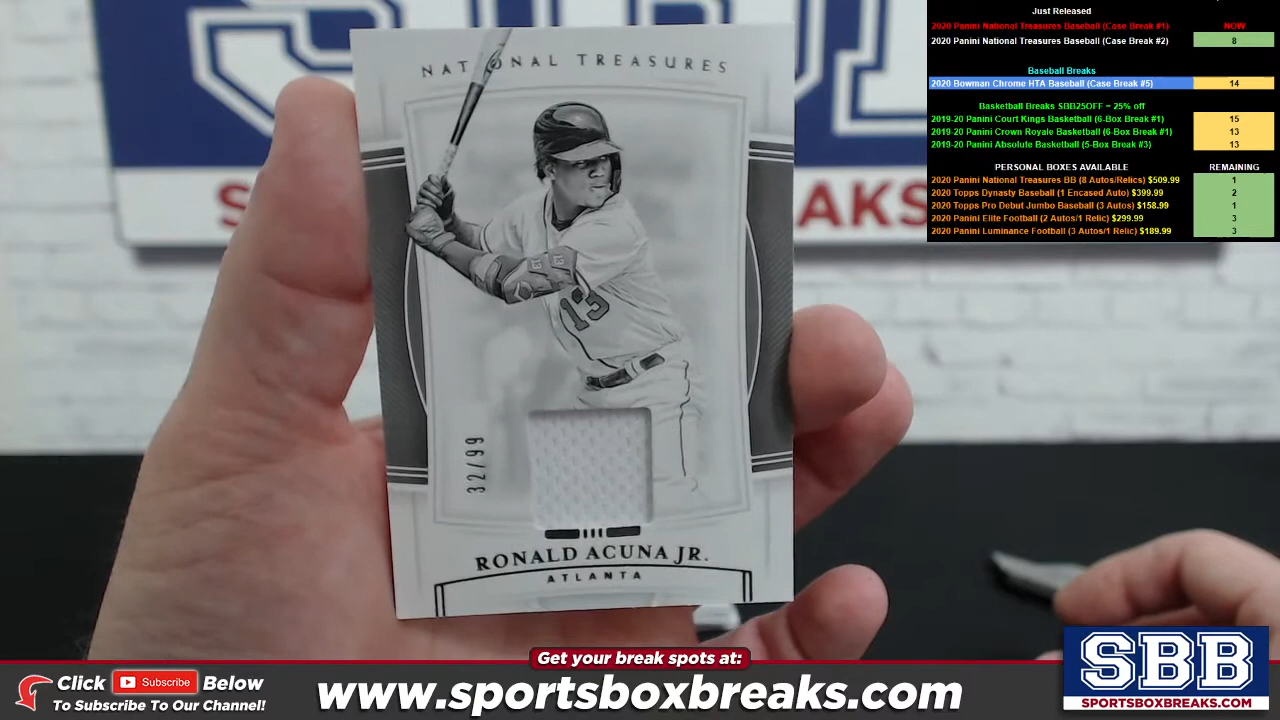 Just Released
2020 Panini National Treasures Baseball (Case Break #1) NOW
2020 Panini National Treasures Baseball (Case Break #2) 8
Baseball Breaks
2020 Bowman Chrome HTA Baseball (Case Break #5) 14
Basketball Breaks SBB25OFF - 25% off
2019-20 Panini Court Kings Basketball (6-Box Break #1) 15
2019-20 Panini Crown Royale Basketball (6-Box Break #1) 13
2019-20 Panini Absolute Basketball (5-Box Break #3) 13
PERSONAL BOXES AVAILABLE REMAINING
2020 Panini National Treasures BB (8 Autos/Relics) $509.99 1
2020 Topps Dynasty Baseball (1 Encased Auto) $399.99 2
2020 Topps Pro Debut Jumbo Baseball (3 Autos) $158.99 1
2020 Panini Elite Football (2 Autos/1 Relic) $299.99 3
2020 Panini Luminance Football (3 Autos/1 Relic) $189.99 3
NATIONAL TREASURES
13
13
32/99
RONALD ACUNA JR.
ATLANTA
Get your break spots at:
Click Subscribe Below
To Subscribe To Our Channel!
www.sportsboxbreaks.com
SBB
SPORTSBOXBREAKS.COM